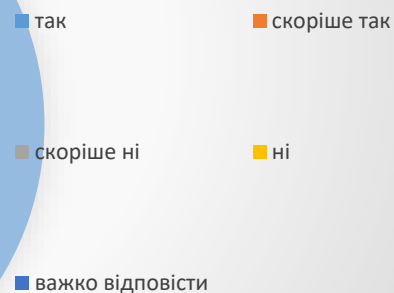 так
скоріше так
скоріше ні
ні
важко відповісти